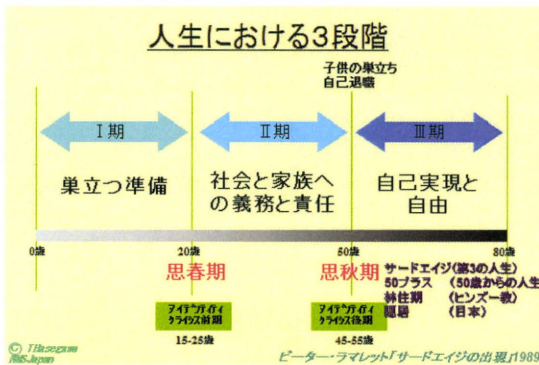 人生における3段階
子供の巣立ち
自己退職
Ⅰ期
Ⅱ期
Ⅲ期
巣立つ準備
社会と家族へ
の義務と責任
自己実現と
自由
0歳
20歳
50歳
80歳
思春期
思秋期
サードエイジ(第3の人生)
50プラス (50歳からの人生
林住期 (ヒンズー教)
隠居 (日本)
アイデンティティ
クライシス前期
アイデンティティ
クライシス後期
15-25歳
45-55歳
© THasegawa
RMS-Japan
ピーター・ラマレット「サードエイジの出現」1989